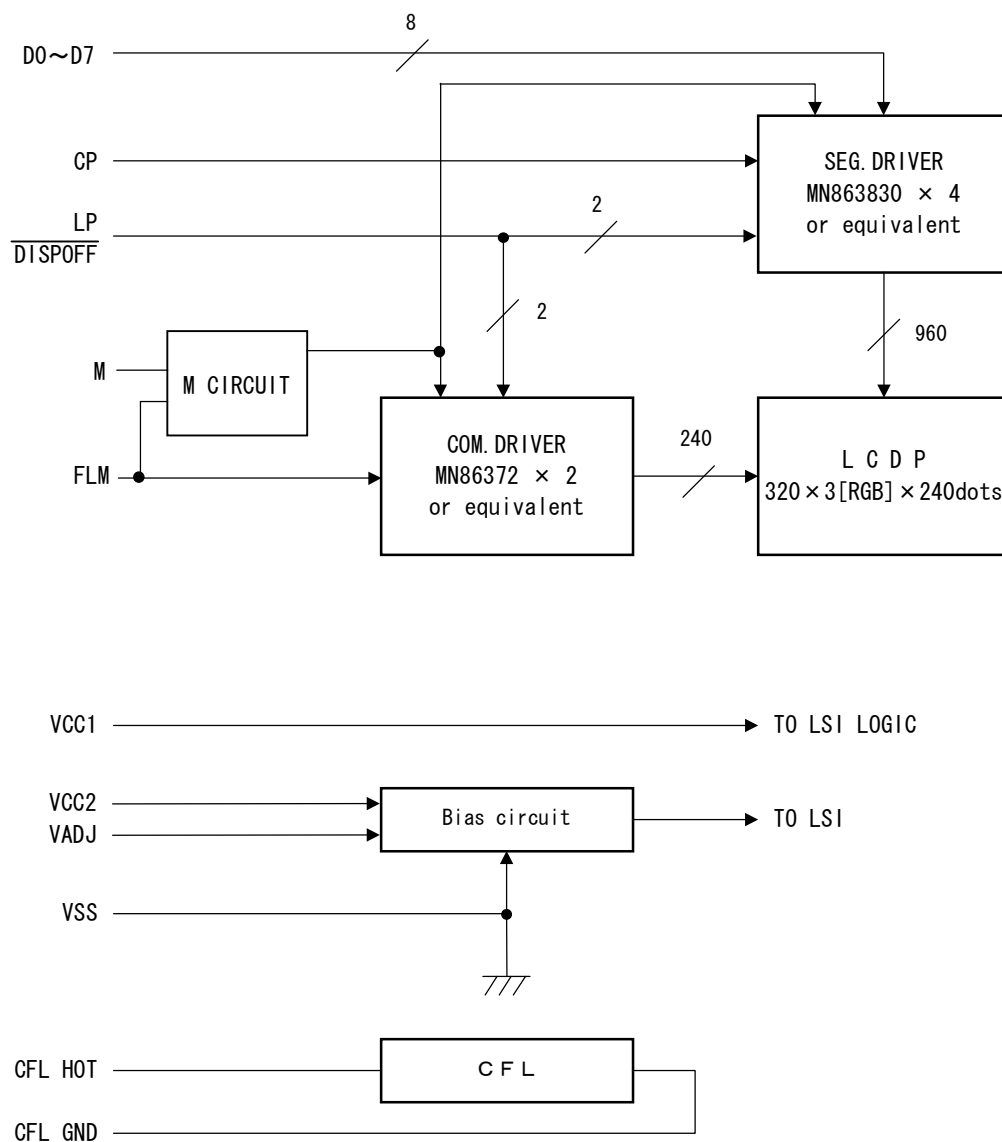 8
D0～D7
CP
SEG.DRIVER
MN863830 × 4
or equivalent
LP
DISPOFF
2
2
960
M
M CIRCUIT
FLM
COM.DRIVER
MN86372 × 2
or equivalent
240
L C D P
320×3[RGB]×240dots
VCC1
TO LSI LOGIC
VCC2
VADJ
Bias circuit
TO LSI
VSS
CFL HOT
C F L
CFL GND